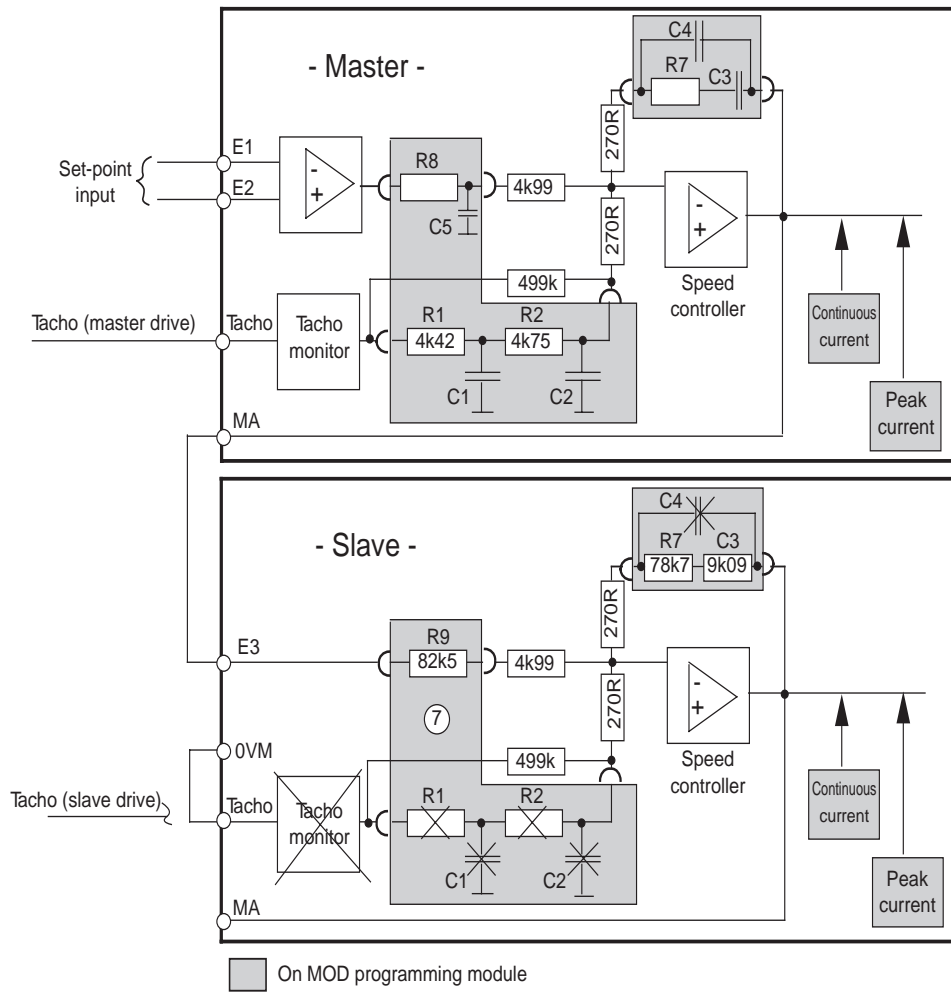 - Master -
C4
R7
C3
270R
E1
Set-point
input
E2
-
+
R8
C5
4k99
270R
-
+
Speed
controller
499k
Tacho (master drive)
Tacho
Tacho
monitor
R1
4k42
R2
4k75
C1
C2
Continuous
current
Peak
current
MA
- Slave -
C4
R7
C3
78k7
9k09
270R
E3
R9
82k5
4k99
270R
-
+
Speed
controller
7
0VM
499k
Tacho (slave drive)
Tacho
Tacho
monitor
R1
R2
C1
C2
Continuous
current
Peak
current
MA
On MOD programming module